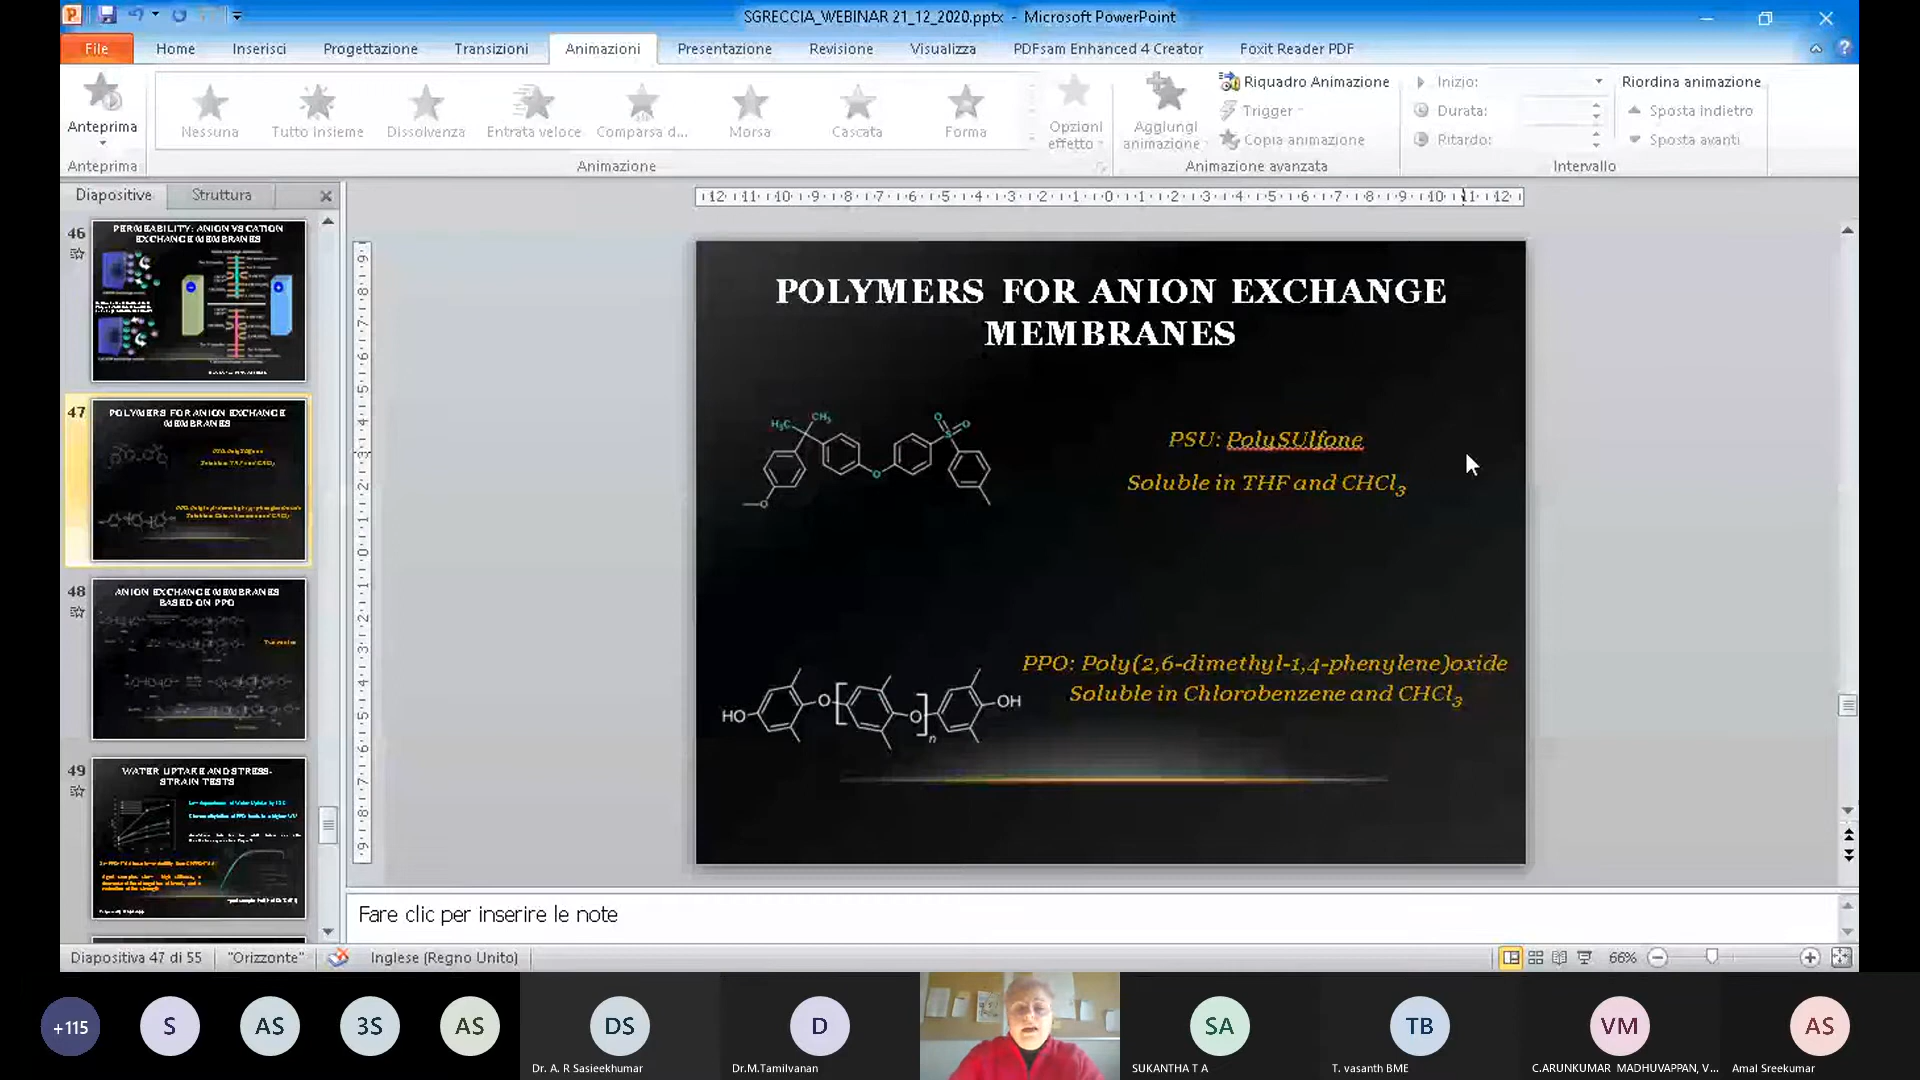 SGRECCIA_WEBINAR 21_12_2020.pptx - Microsoft PowerPoint
File Home Inserisci Progettazione Transizioni Animazioni Presentazione Revisione Visualizza PDFsam Enhanced 4 Creator Foxit Reader PDF
Anteprima
Anteprima
Nessuna Tutto insieme Dissolvenza Entrata veloce Comparsa d... Morsa Cascata Forma
Animazione
Opzioni effetto
Aggiungi animazione
Riquadro Animazione
Trigger
Copia animazione
Animazione avanzata
Inizio:
Durata:
Ritardo:
Riordina animazione
Sposta indietro
Sposta avanti
Intervallo
Diapositive Struttura
46
PERMEABILITY: ANION VS CATION
EXCHANGE MEMBRANES
47
POLYMERS FOR ANION EXCHANGE
MEMBRANES
48
ANION EXCHANGE MEMBRANES
BASED ON PPO
49
WATER UPTAKE AND STRESS-
STRAIN TESTS
POLYMERS FOR ANION EXCHANGE
MEMBRANES
H3C CH3
O O
S
O
O
PSU: PolySUlfone
Soluble in THF and CHCl3
PPO: Poly(2,6-dimethyl-1,4-phenylene)oxide
Soluble in Chlorobenzene and CHCl3
HO O O n OH
Fare clic per inserire le note
Diapositiva 47 di 55 "Orizzonte" Inglese (Regno Unito) 66%
+115 S AS 3S AS DS D SA TB VM AS
Dr. A. R Sasieekhumar Dr.M.Tamilvanan SUKANTHA T A T. vasanth BME C.ARUNKUMAR MADHUVAPPAN, V... Amal Sreekumar